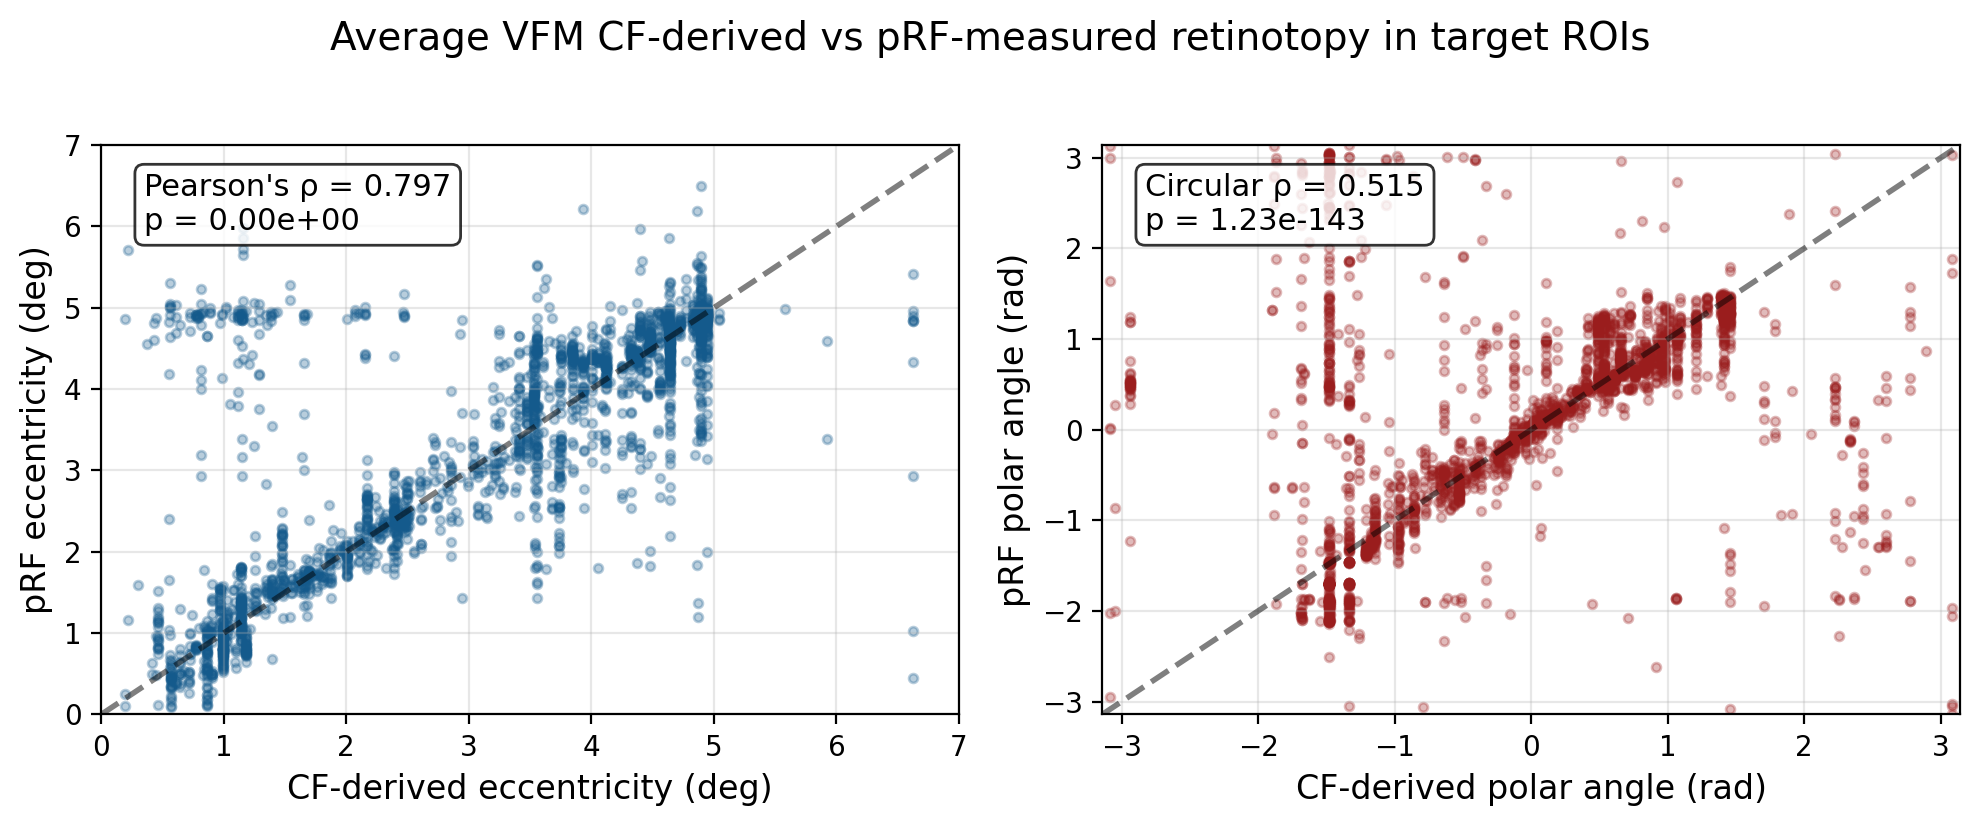 Average VFM CF-derived vs pRF-measured retinotopy in target ROIs
Pearson's ρ = 0.797
p = 0.00e+00
7
6
5
4
3
2
1
0
0 1 2 3 4 5 6 7
pRF eccentricity (deg)
CF-derived eccentricity (deg)
Circular ρ = 0.515
p = 1.23e-143
3
2
1
0
−1
−2
−3
−3 −2 −1 0 1 2 3
pRF polar angle (rad)
CF-derived polar angle (rad)